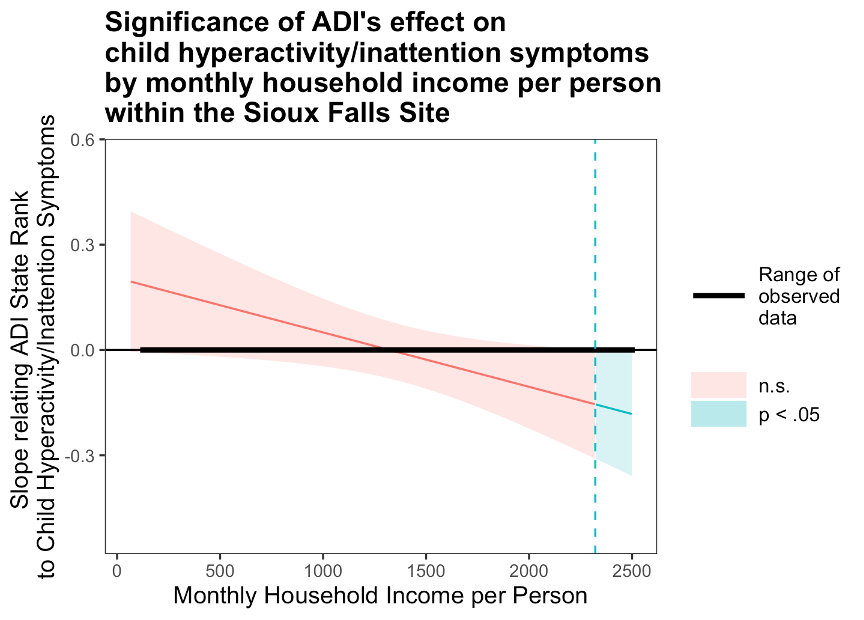 Significance of ADI's effect on
child hyperactivity/inattention symptoms
by monthly household income per person
within the Sioux Falls Site
Slope relating ADI State Rank
to Child Hyperactivity/Inattention Symptoms
0.6
0.3
0.0
-0.3
0
500
1000
1500
2000
2500
Monthly Household Income per Person
Range of
observed
data
n.s.
p < .05